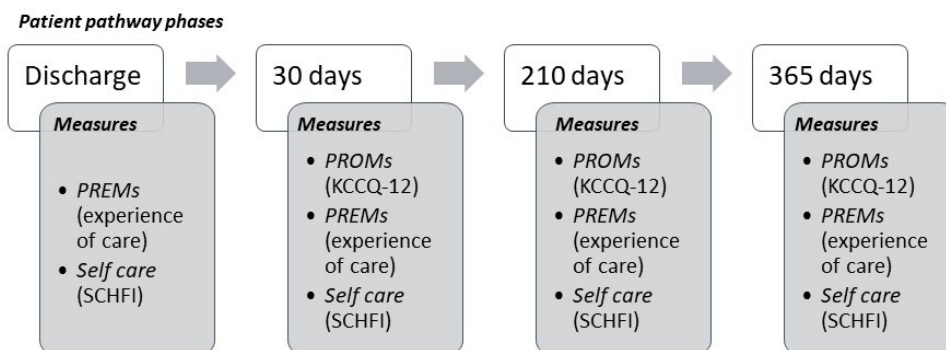 Patient pathway phases
Discharge
Measures
• PREMs
(experience
of care)
• Self care
(SCHFI)
30 days
Measures
• PROMs
(KCCQ-12)
• PREMs
(experience
of care)
• Self care
(SCHFI)
210 days
Measures
• PROMs
(KCCQ-12)
• PREMs
(experience
of care)
• Self care
(SCHFI)
365 days
Measures
• PROMs
(KCCQ-12)
• PREMs
(experience
of care)
• Self care
(SCHFI)